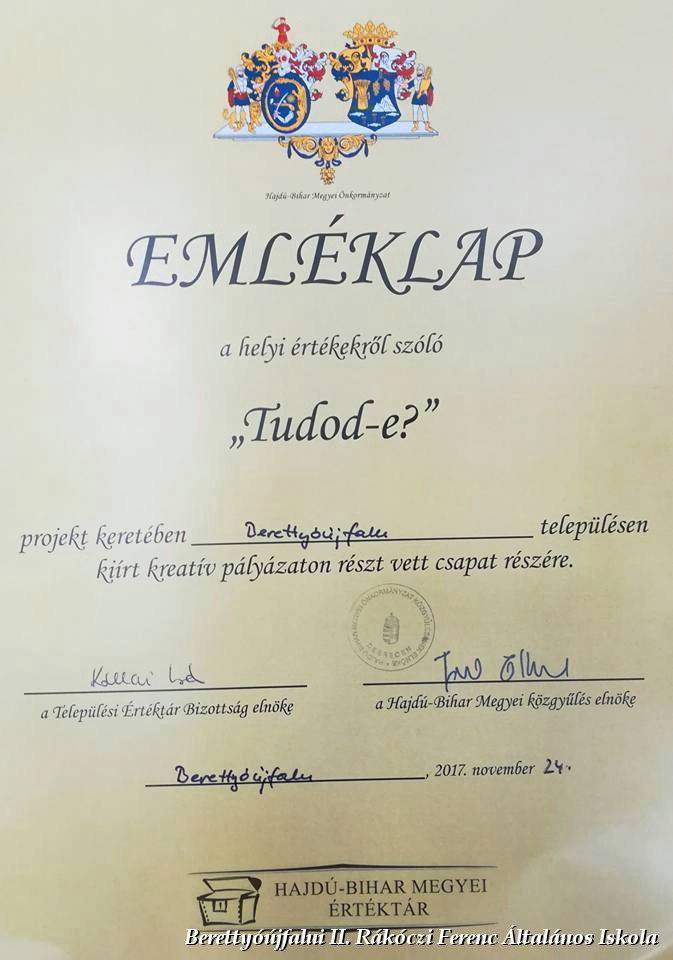 Hajdú-Bihar Megyei Önkormányzat
EMLÉKLAP
a helyi értékekről szóló
„Tudod-e?”
projekt keretében Berettyóújfalu településen
kiírt kreatív pályázaton részt vett csapat részére.
DEBRECEN
a Települési Értéktár Bizottság elnöke
a Hajdú-Bihar Megyei közgyűlés elnöke
Berettyóújfalu, 2017. november 24.
HAJDÚ-BIHAR MEGYEI
ÉRTÉKTÁR
Berettyóújfalui II. Rákóczi Ferenc Általános Iskola